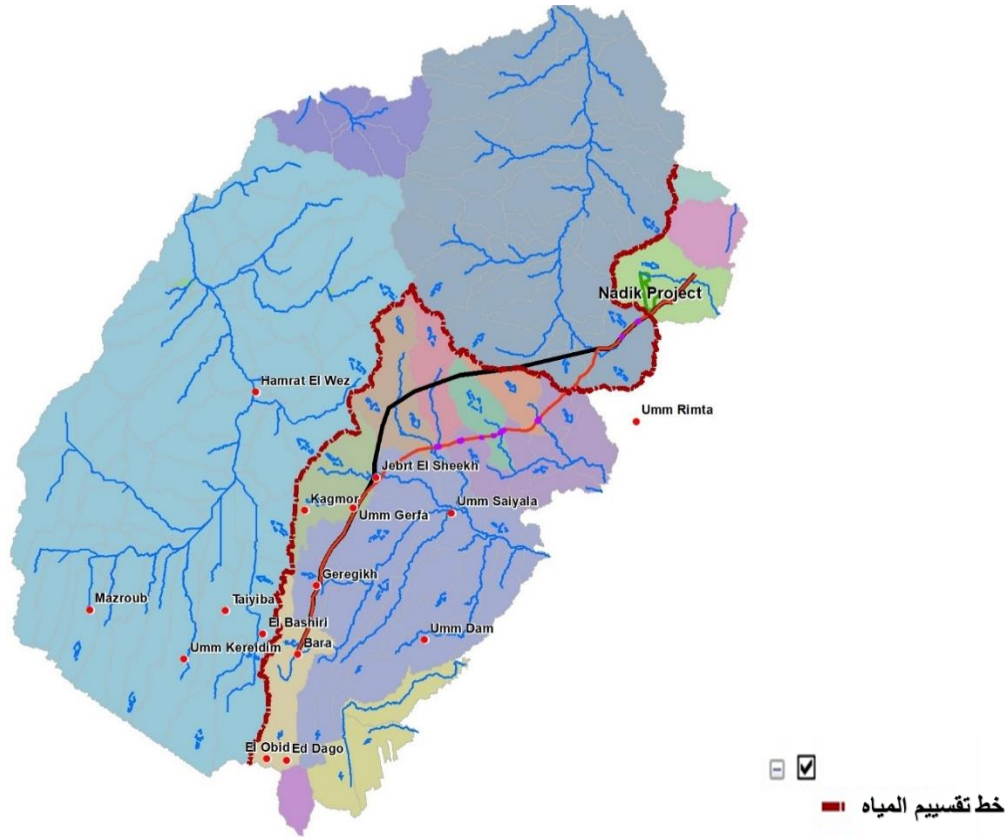 Nadik Project
Hamrat El Wez
Umm Rimta
Jebrt El Sheekh
Kagmor
Umm Gerfa
Umm Saiyala
Geregikh
Mazroub
Taiyiba
El Bashiri
Umm Dam
Umm Kereidim
Bara
El Obid
Ed Dago
خط تقسييم المياه